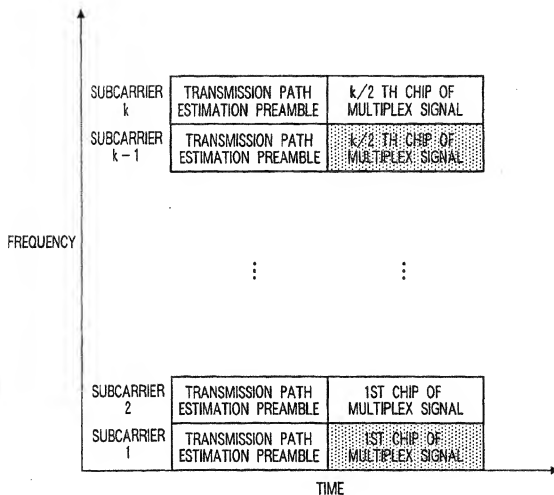 SUBCARRIER
k
TRANSMISSION PATH
ESTIMATION PREAMBLE
k/2 TH CHIP OF
MULTIPLEX SIGNAL
SUBCARRIER
k-1
TRANSMISSION PATH
ESTIMATION PREAMBLE
k/2 TH CHIP OF
MULTIPLEX SIGNAL
FREQUENCY
SUBCARRIER
2
TRANSMISSION PATH
ESTIMATION PREAMBLE
1ST CHIP OF
MULTIPLEX SIGNAL
SUBCARRIER
1
TRANSMISSION PATH
ESTIMATION PREAMBLE
1ST CHIP OF
MULTIPLEX SIGNAL
TIME